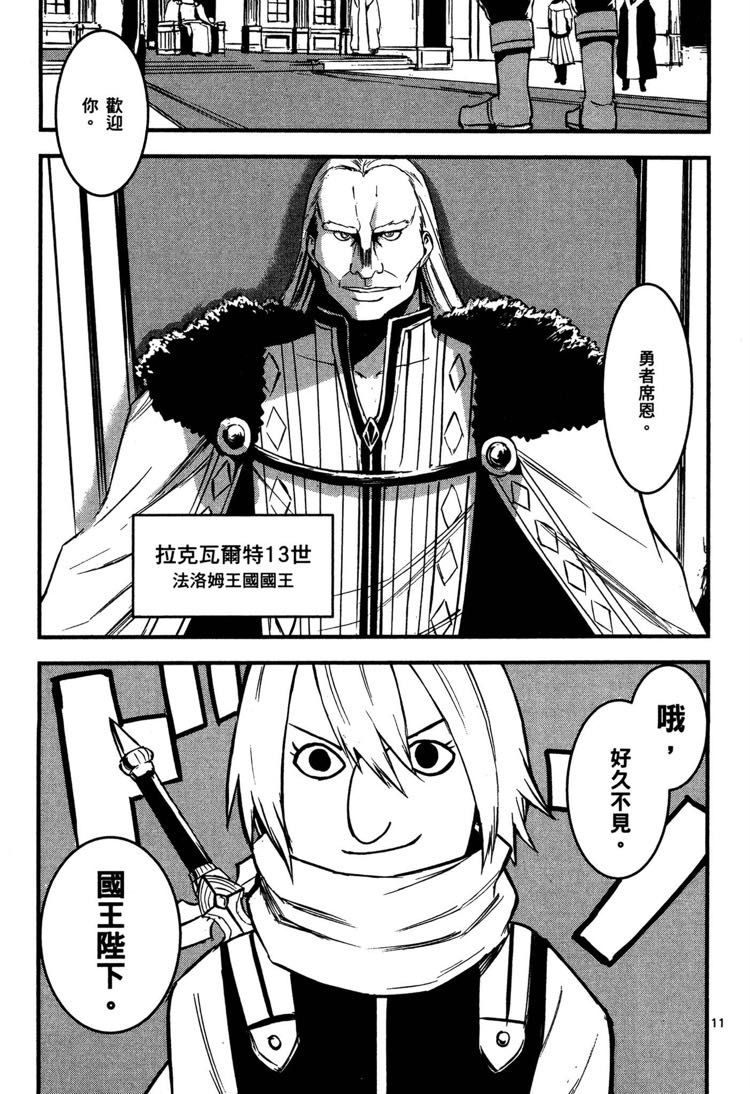 歡迎
你。
勇者席恩。
拉克瓦爾特13世
法洛姆王國國王
哦，
好久不見。
國王陛下。
11